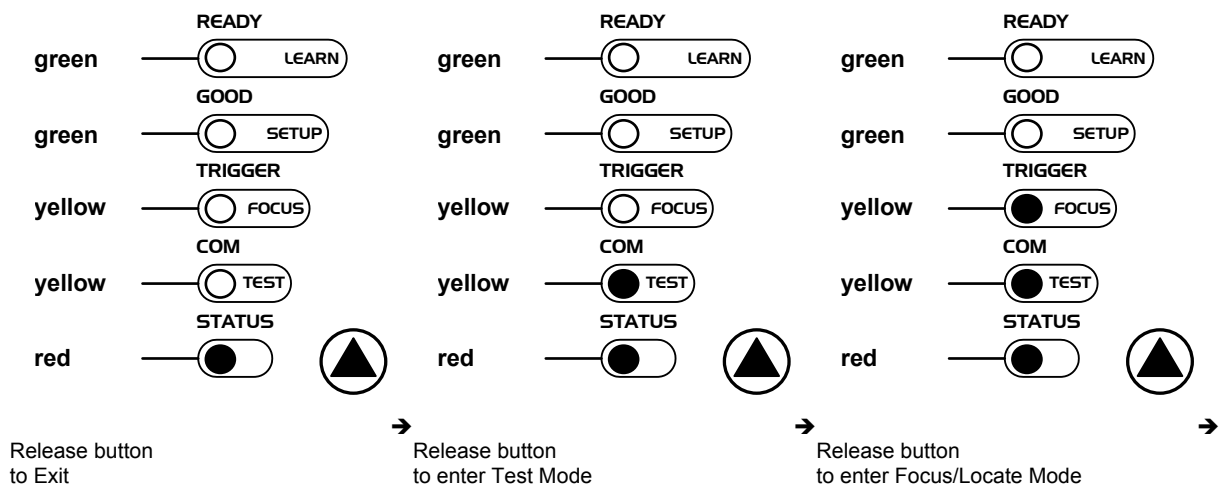 READY
green LEARN
GOOD
green SETUP
TRIGGER
yellow FOCUS
COM
yellow TEST
STATUS
red
Release button
to Exit
READY
green LEARN
GOOD
green SETUP
TRIGGER
yellow FOCUS
COM
yellow TEST
STATUS
red
Release button
to enter Test Mode
READY
green LEARN
GOOD
green SETUP
TRIGGER
yellow FOCUS
COM
yellow TEST
STATUS
red
Release button
to enter Focus/Locate Mode